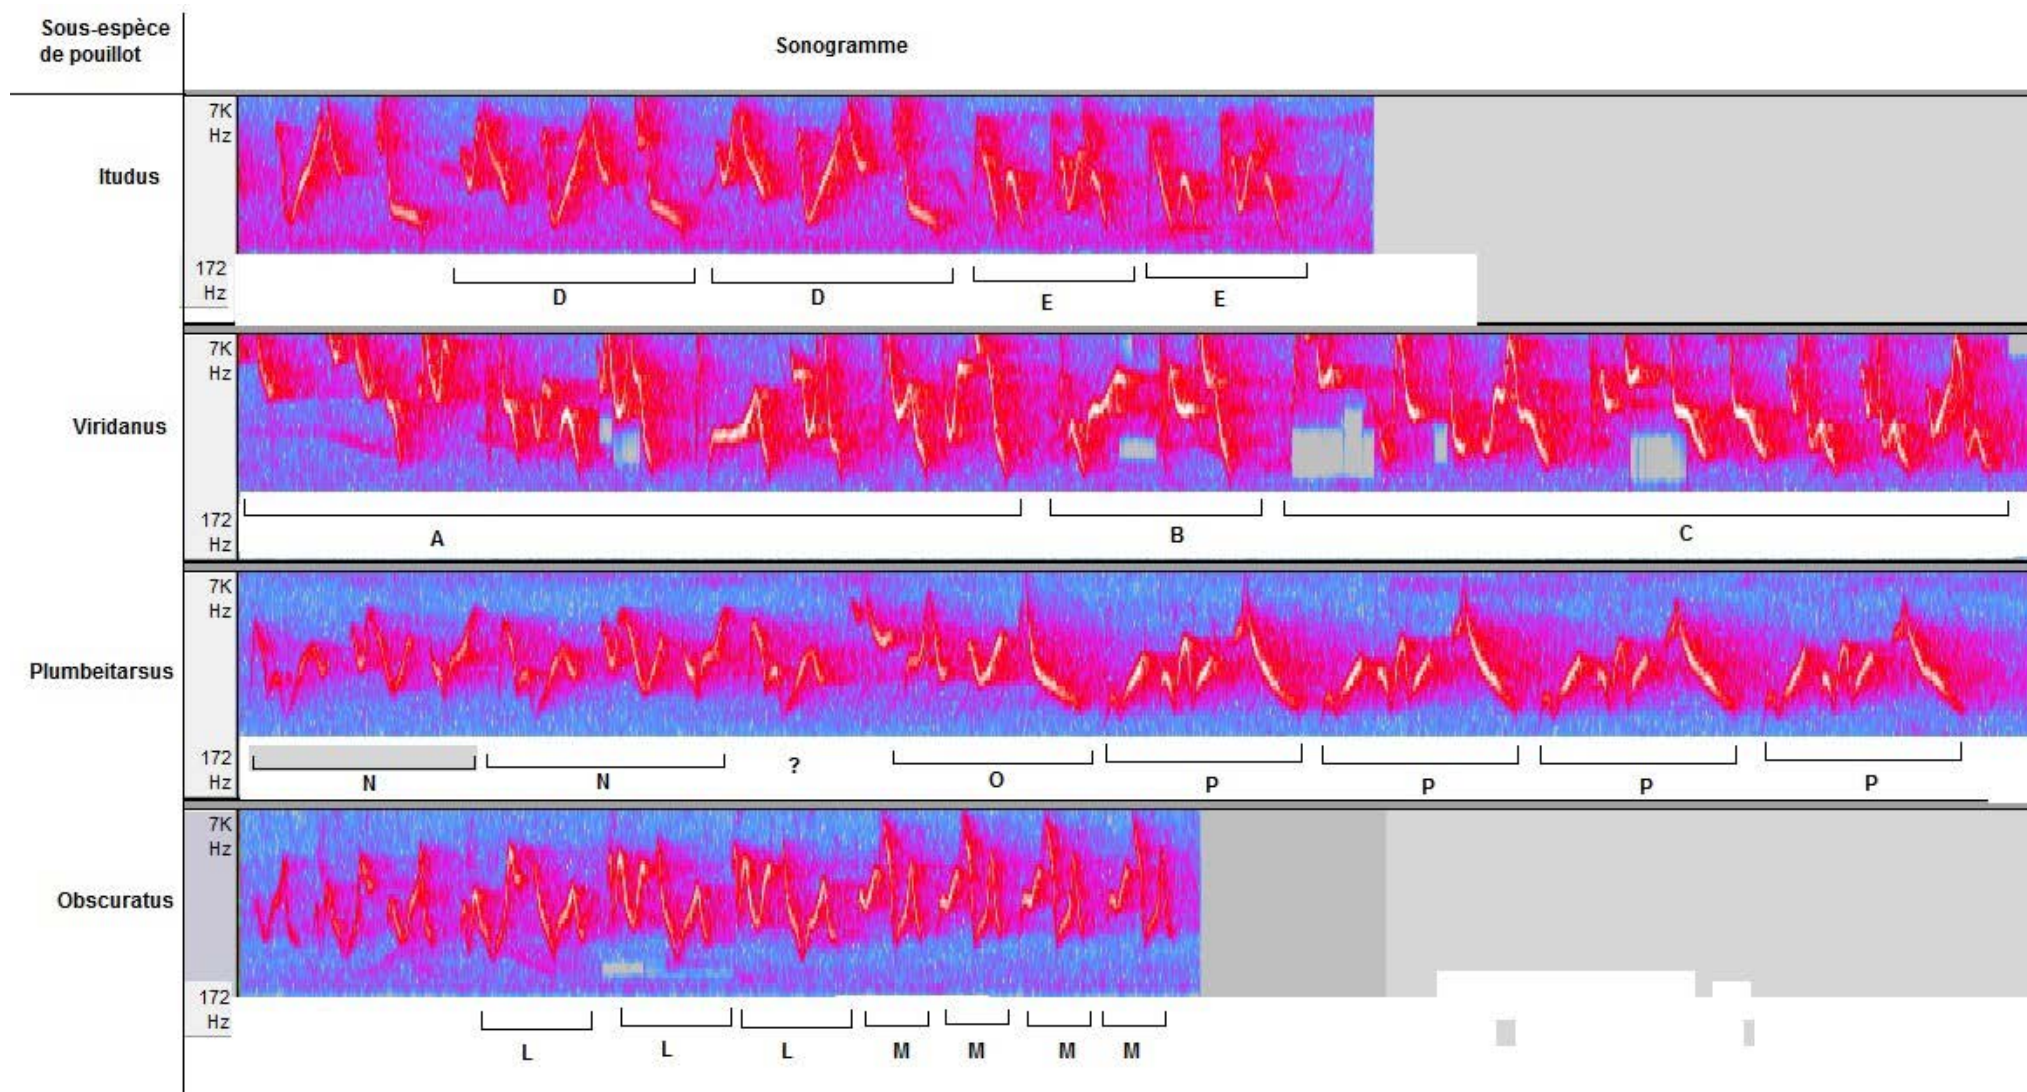 Sous-espèce
de pouillot
Sonogramme
7K
Hz
Itudus
172
Hz
D D E E
7K
Hz
Viridanus
172
Hz
A B C
7K
Hz
Plumbeitarsus
172
Hz
N N ? O P P P P
7K
Hz
Obscuratus
172
Hz
L L L M M M M